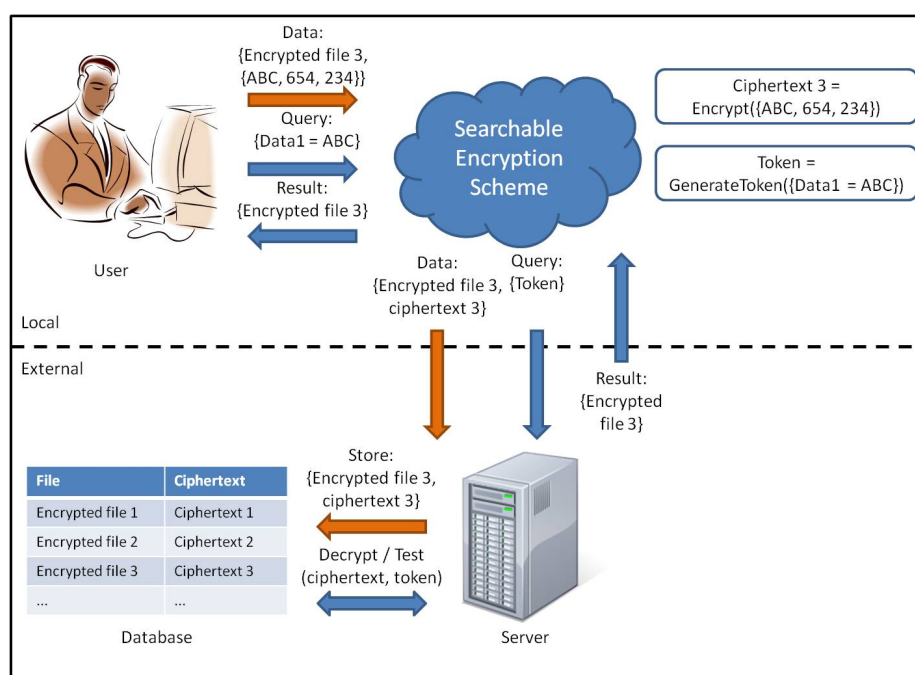 Data:
{Encrypted file 3,
{ABC, 654, 234}}
Query:
{Data1 = ABC}
Result:
{Encrypted file 3}
User
Searchable
Encryption
Scheme
Ciphertext 3 =
Encrypt({ABC, 654, 234})
Token =
GenerateToken({Data1 = ABC})
Data:
{Encrypted file 3,
ciphertext 3}
Query:
{Token}
Local
External
Result:
{Encrypted
file 3}
Store:
{Encrypted file 3,
ciphertext 3}
Decrypt / Test
(ciphertext, token)
File Ciphertext
Encrypted file 1 Ciphertext 1
Encrypted file 2 Ciphertext 2
Encrypted file 3 Ciphertext 3
... ...
Database
Server